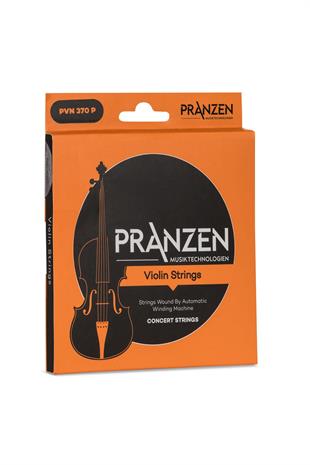 PVN 370 P
PRANZEN
MUSIKTECHNOLOGIEN
PRANZEN
MUSIKTECHNOLOGIEN
Violin Strings
Strings Wound By Automatic
Winding Machine
CONCERT STRINGS
Violin Strings